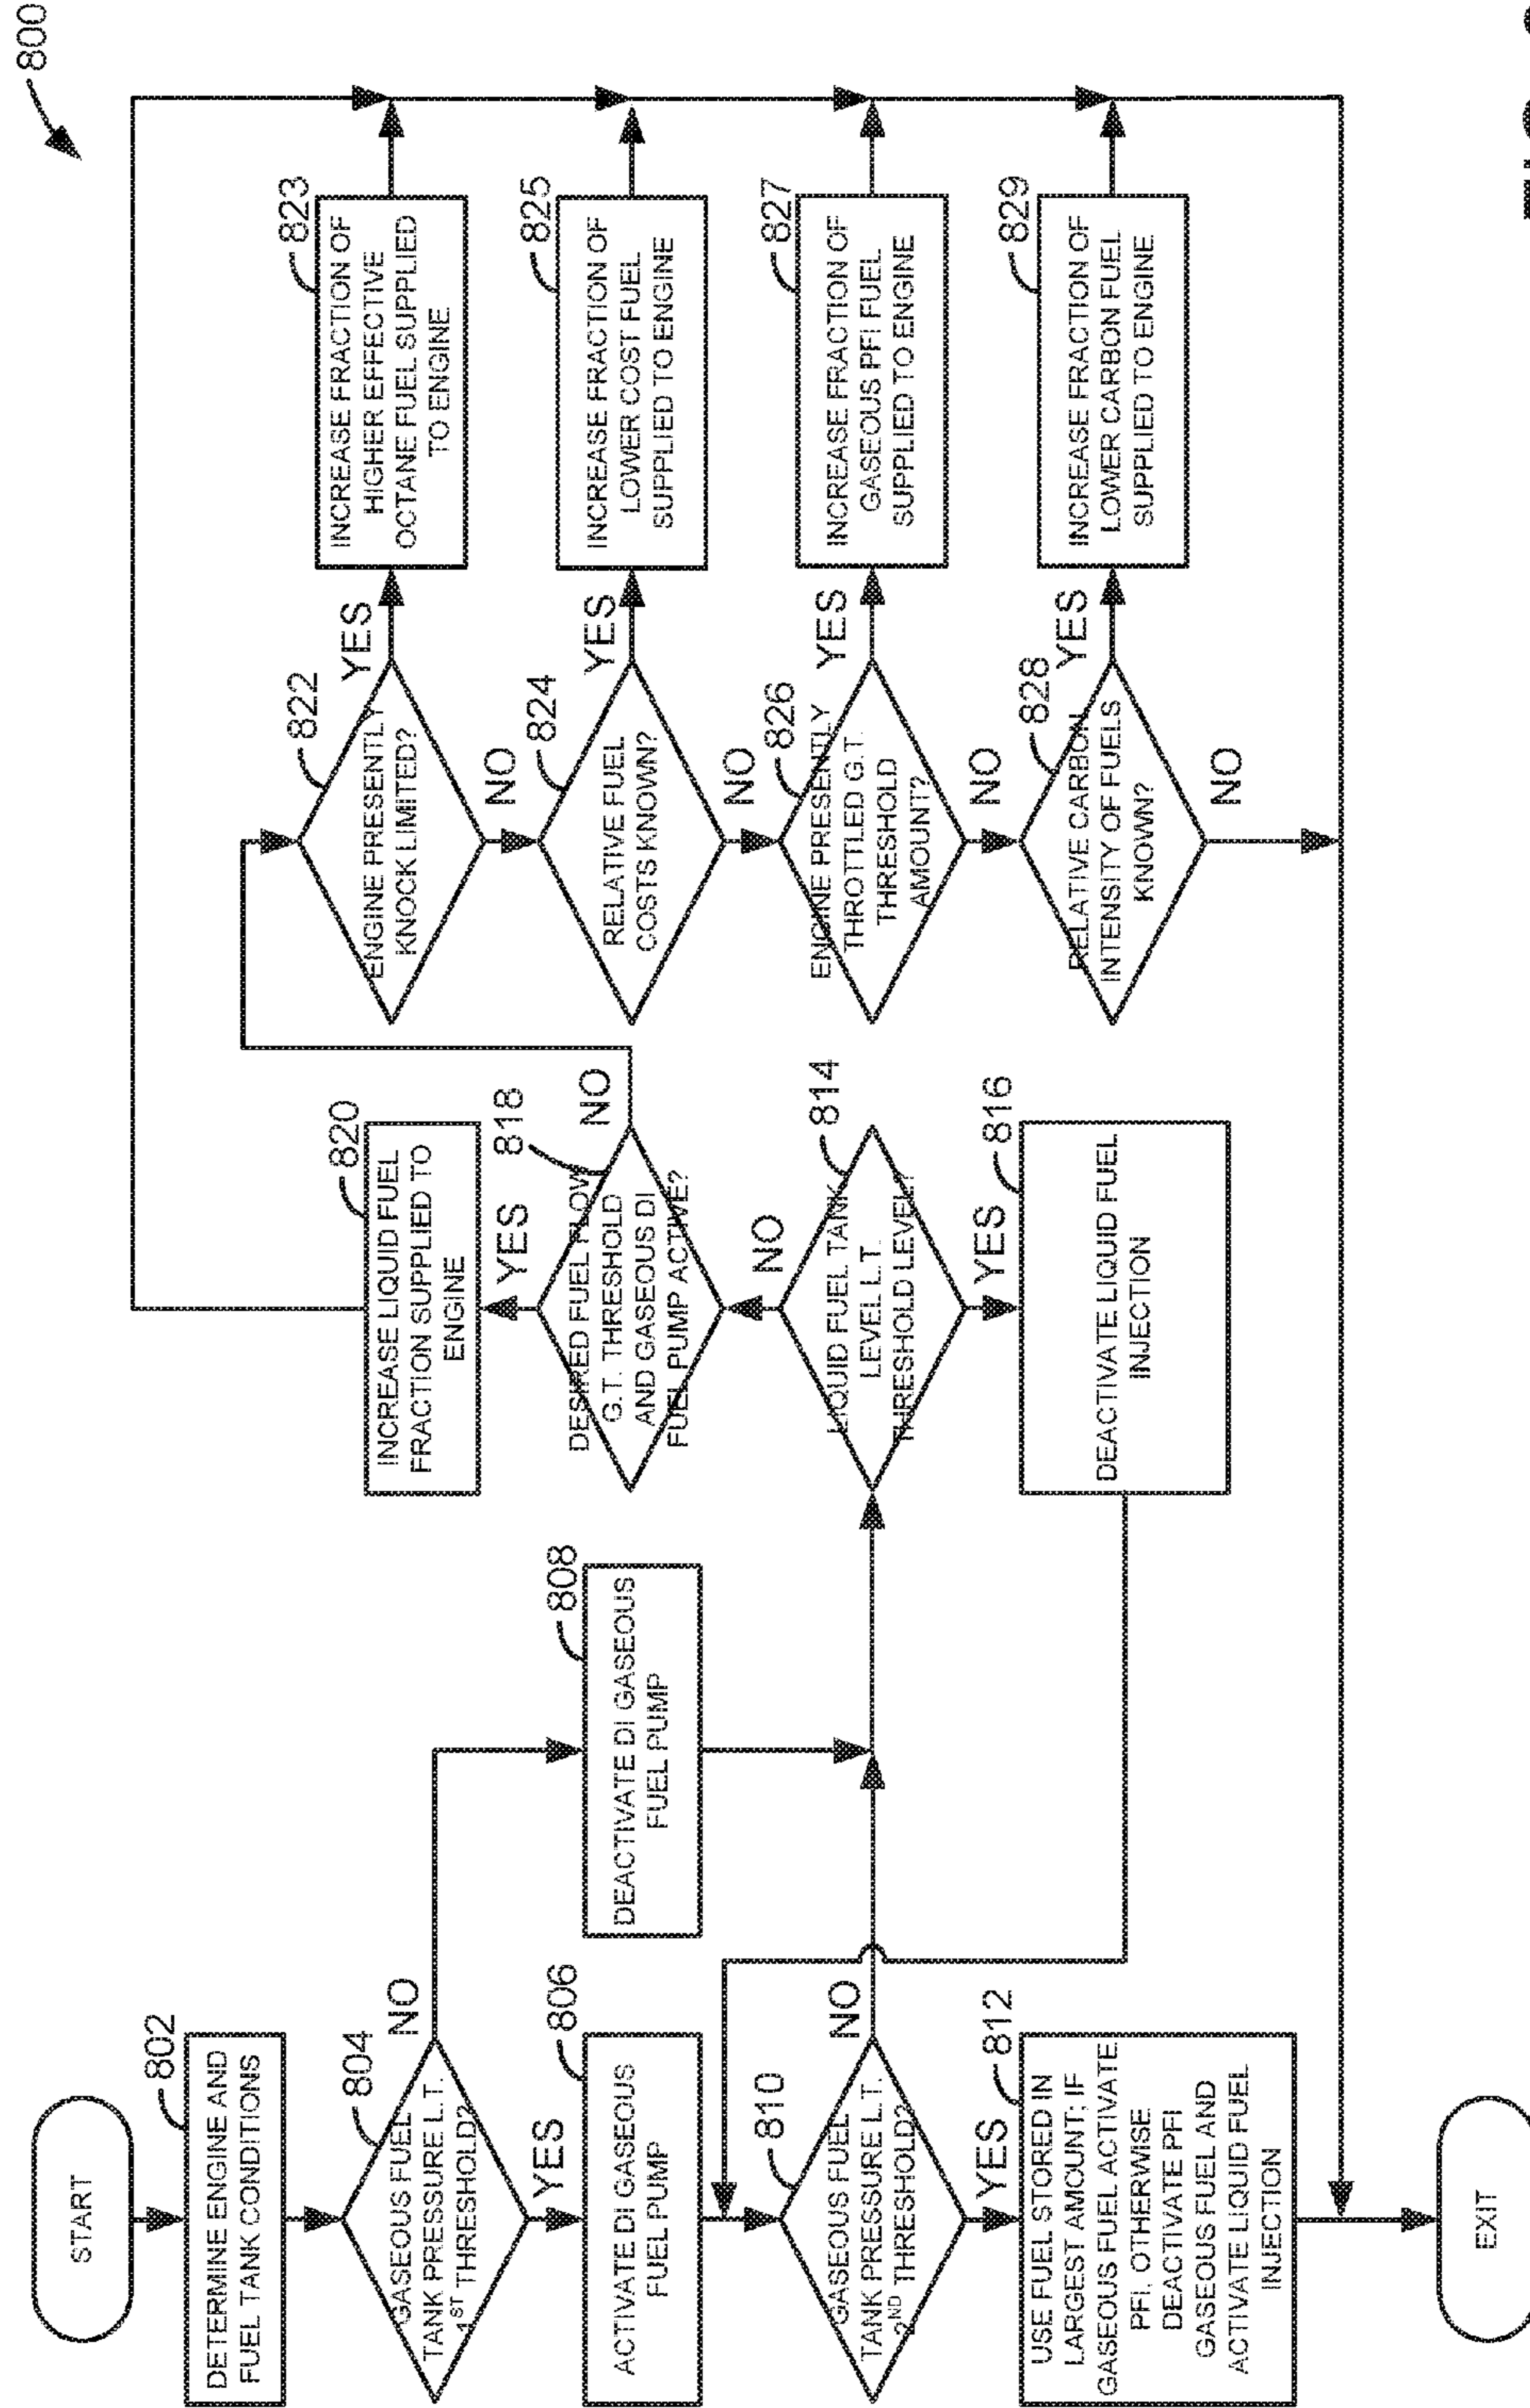 800
START
802
DETERMINE ENGINE AND
FUEL TANK CONDITIONS
804
GASEOUS FUEL
TANK PRESSURE L.T.
1ST THRESHOLD?
NO
YES
806
ACTIVATE DI GASEOUS
FUEL PUMP
808
DEACTIVATE DI GASEOUS
FUEL PUMP
810
GASEOUS FUEL
TANK PRESSURE L.T.
2ND THRESHOLD?
NO
YES
812
USE FUEL STORED IN
LARGEST AMOUNT; IF
GASEOUS FUEL ACTIVATE
PFI, OTHERWISE
DEACTIVATE PFI
GASEOUS FUEL AND
ACTIVATE LIQUID FUEL
INJECTION
EXIT
820
INCREASE LIQUID FUEL
FRACTION SUPPLIED TO
ENGINE
818
YES
NO
DESIRED FUEL FLOW
G.T. THRESHOLD
AND GASEOUS DI
FUEL PUMP ACTIVE?
NO
814
LIQUID FUEL TANK
LEVEL L.T.
THRESHOLD LEVEL?
YES
816
DEACTIVATE LIQUID FUEL
INJECTION
822
ENGINE PRESENTLY
KNOCK LIMITED?
YES
NO
823
INCREASE FRACTION OF
HIGHER EFFECTIVE
OCTANE FUEL SUPPLIED
TO ENGINE
824
RELATIVE FUEL
COSTS KNOWN?
YES
NO
825
INCREASE FRACTION OF
LOWER COST FUEL
SUPPLIED TO ENGINE
826
ENGINE PRESENTLY
THROTTLED G.T.
THRESHOLD
AMOUNT?
YES
NO
827
INCREASE FRACTION OF
GASEOUS PFI FUEL
SUPPLIED TO ENGINE
828
RELATIVE CARBON
INTENSITY OF FUELS
KNOWN?
YES
NO
829
INCREASE FRACTION OF
LOWER CARBON FUEL
SUPPLIED TO ENGINE